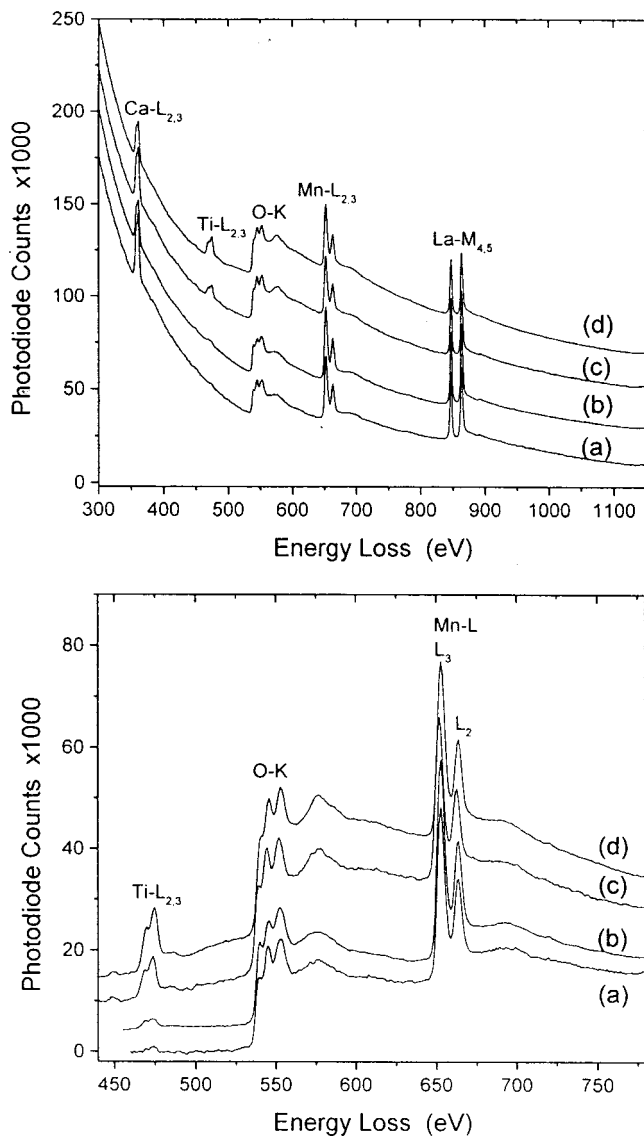 250
200
150
100
50
0
Photodiode Counts x1000
Ca-L2,3
Ti-L2,3
O-K
Mn-L2,3
La-M4,5
(d)
(c)
(b)
(a)
300 400 500 600 700 800 900 1000 1100
Energy Loss (eV)
80
60
40
20
0
Photodiode Counts x1000
Mn-L
L3
L2
O-K
Ti-L2,3
(d)
(c)
(b)
(a)
450 500 550 600 650 700 750
Energy Loss (eV)